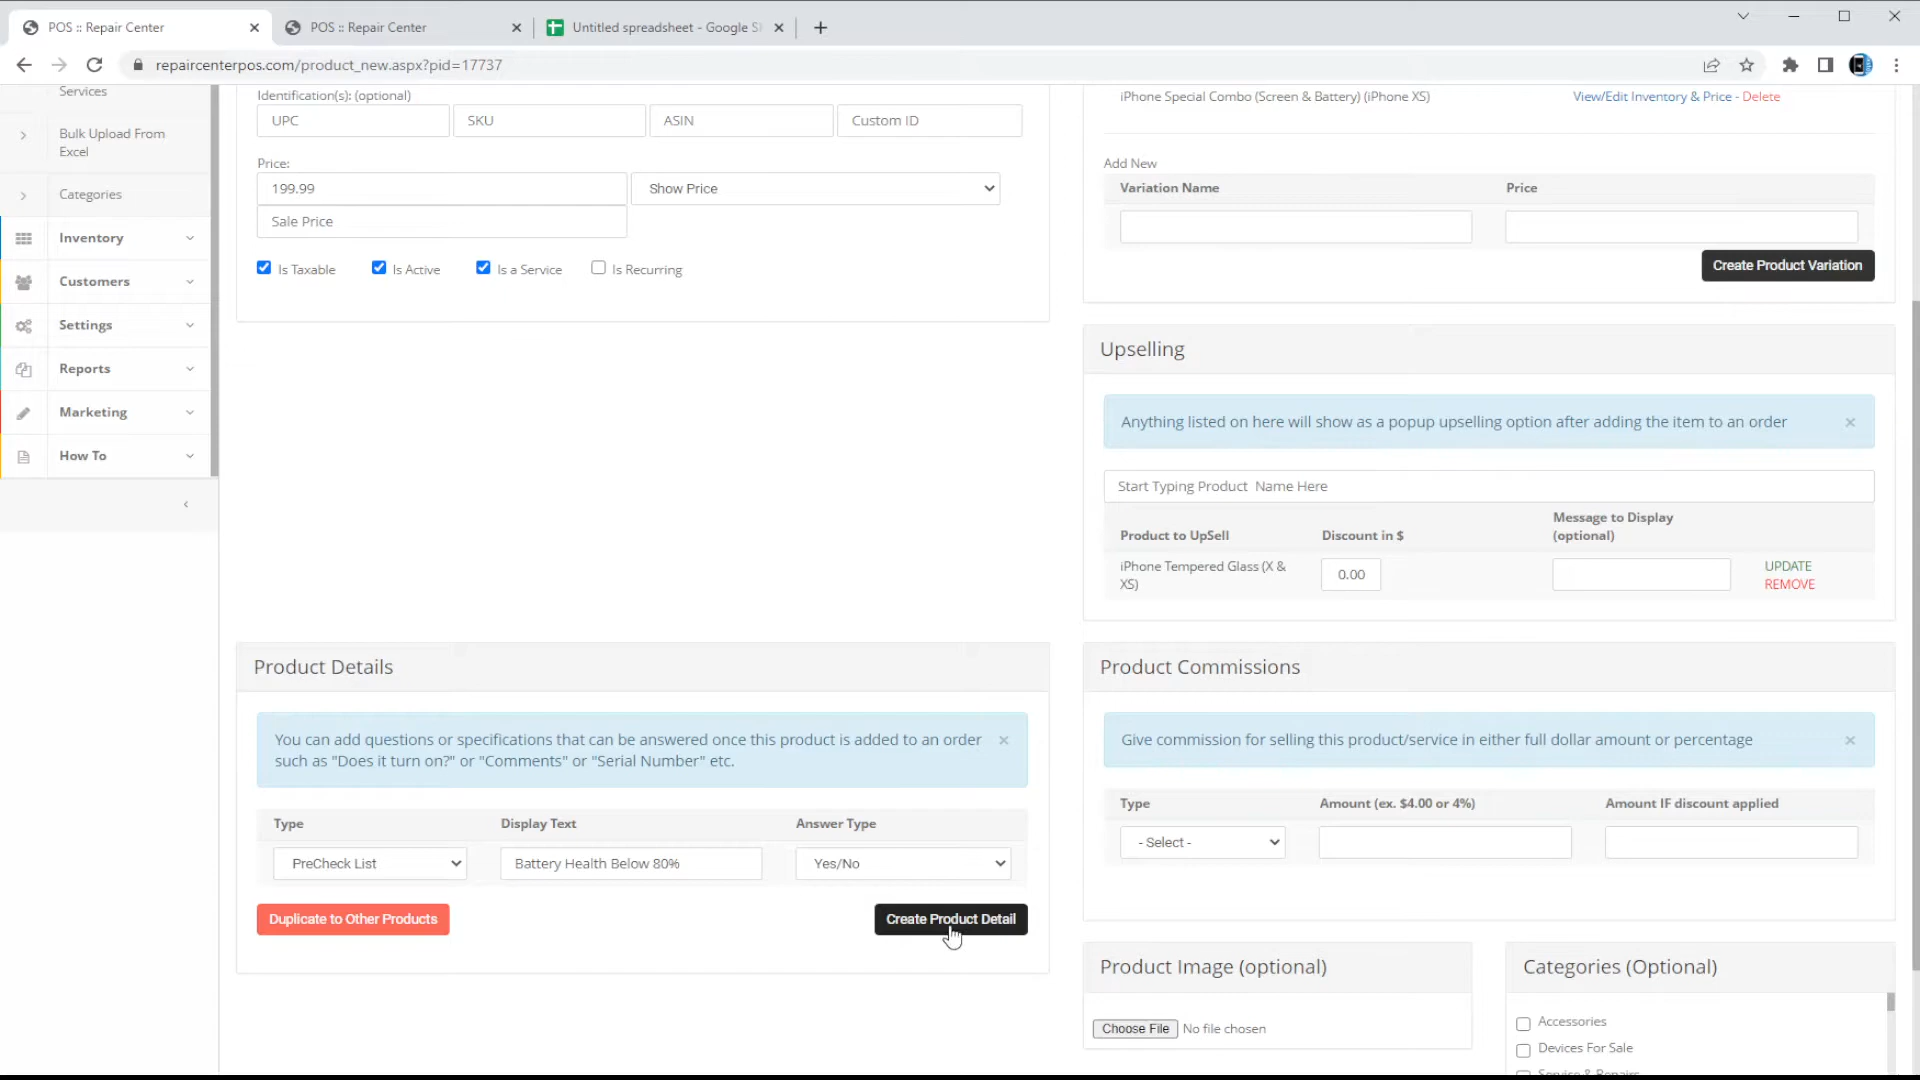 POS :: Repair Center
POS :: Repair Center
Untitled spreadsheet - Google S
repaircenterpos.com/product_new.aspx?pid=17737
Services
Bulk Upload From
Excel
Categories
Inventory
Customers
Settings
Reports
Marketing
How To
Identification(s): (optional)
UPC
SKU
ASIN
Custom ID
Price:
199.99
Show Price
Sale Price
Is Taxable
Is Active
Is a Service
Is Recurring
iPhone Special Combo (Screen & Battery) (iPhone XS)
View/Edit Inventory & Price - Delete
Add New
Variation Name
Price
Create Product Variation
Upselling
Anything listed on here will show as a popup upselling option after adding the item to an order
Start Typing Product Name Here
Product to UpSell
Discount in $
Message to Display
(optional)
iPhone Tempered Glass (X &
XS)
0.00
UPDATE
REMOVE
Product Details
You can add questions or specifications that can be answered once this product is added to an order
such as "Does it turn on?" or "Comments" or "Serial Number" etc.
Type
Display Text
Answer Type
PreCheck List
Battery Health Below 80%
Yes/No
Duplicate to Other Products
Create Product Detail
Product Commissions
Give commission for selling this product/service in either full dollar amount or percentage
Type
Amount (ex. $4.00 or 4%)
Amount IF discount applied
- Select -
Product Image (optional)
Choose File No file chosen
Categories (Optional)
Accessories
Devices For Sale
Service & Repairs